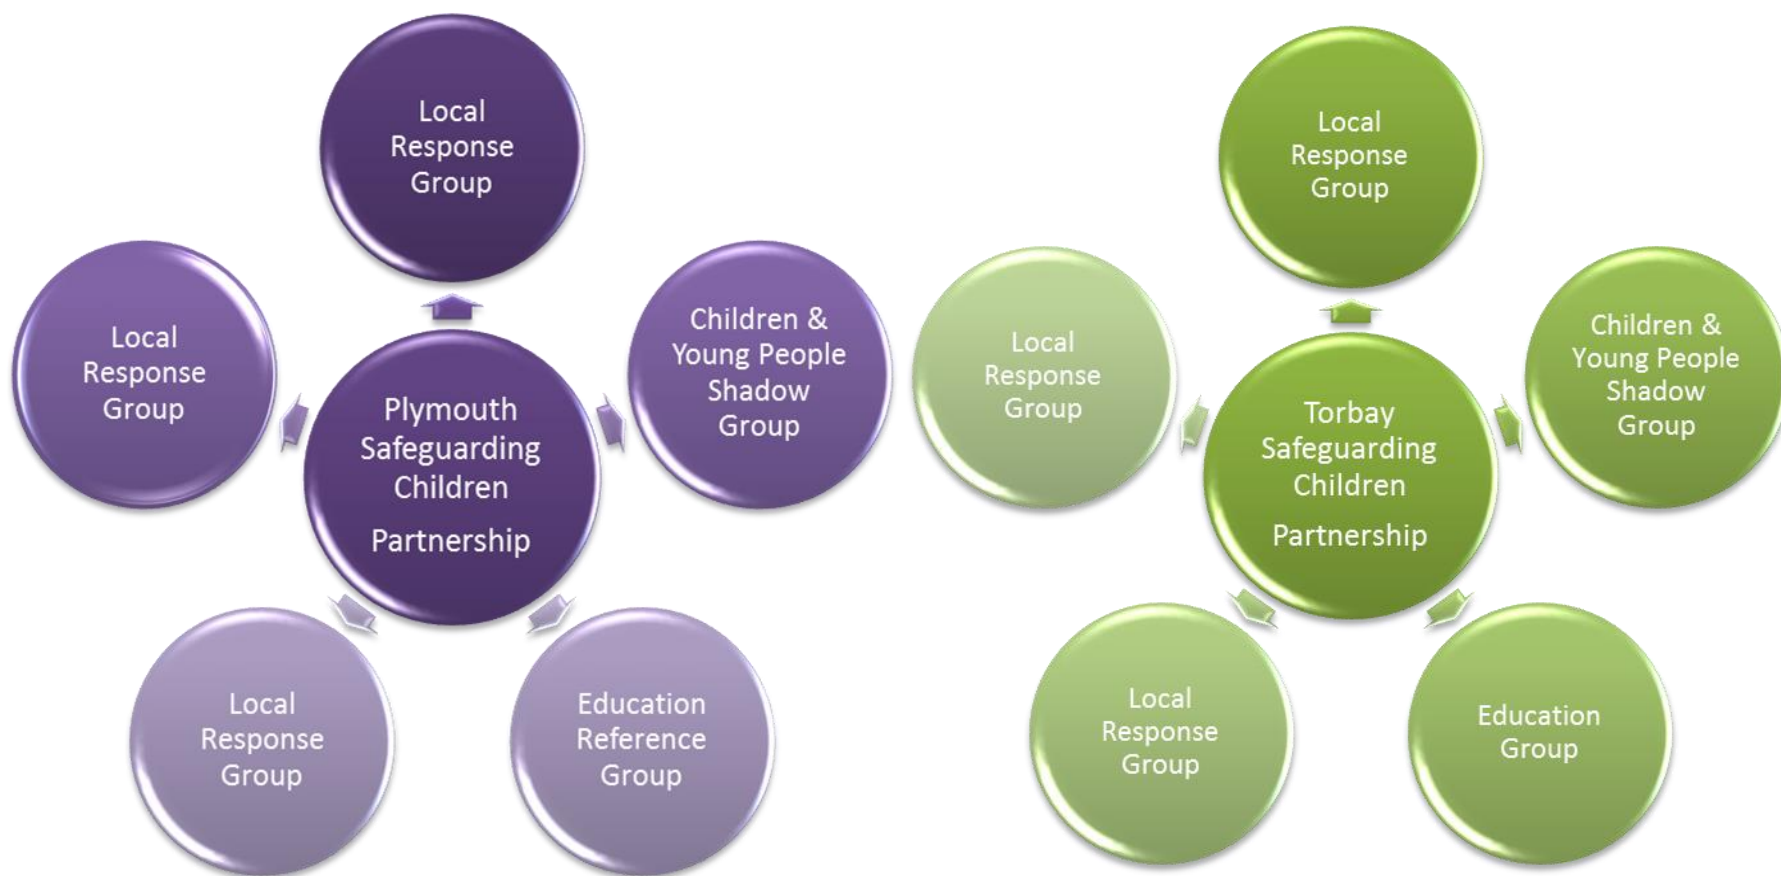 Local
Response
Group
Children &
Young People
Shadow
Group
Education
Reference
Group
Local
Response
Group
Local
Response
Group
Plymouth
Safeguarding
Children
Partnership
Local
Response
Group
Children &
Young People
Shadow
Group
Education
Group
Local
Response
Group
Local
Response
Group
Torbay
Safeguarding
Children
Partnership